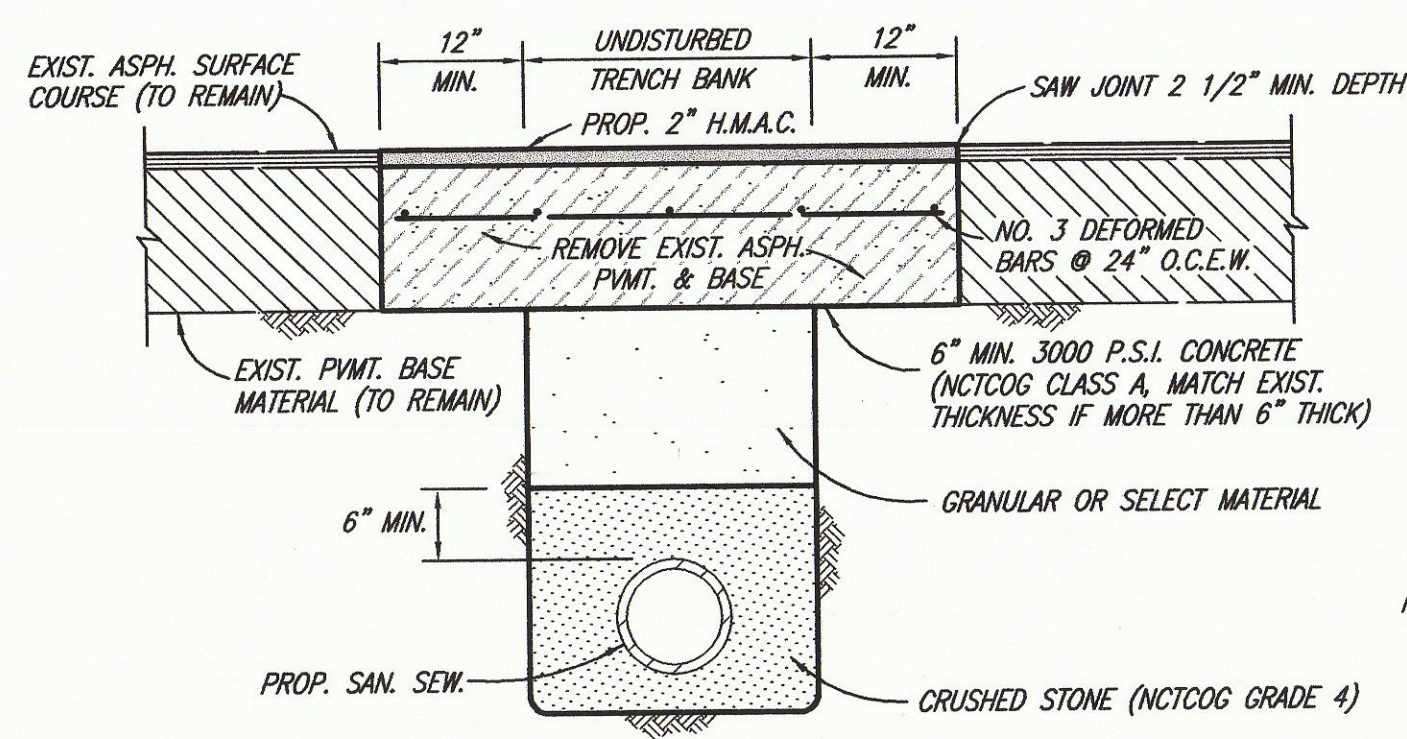 12" UNDISTURBED 12"
MIN. TRENCH BANK MIN.
EXIST. ASPH. SURFACE
COURSE (TO REMAIN)
SAW JOINT 2 1/2" MIN. DEPTH
PROP. 2" H.M.A.C.
NO. 3 DEFORMED
BARS @ 24" O.C.E.W.
REMOVE EXIST. ASPH.
PVMT. & BASE
EXIST. PVMT. BASE
MATERIAL (TO REMAIN)
6" MIN. 3000 P.S.I. CONCRETE
(NCTCOG CLASS A, MATCH EXIST.
THICKNESS IF MORE THAN 6" THICK)
GRANULAR OR SELECT MATERIAL
6" MIN.
PROP. SAN. SEW.
CRUSHED STONE (NCTCOG GRADE 4)